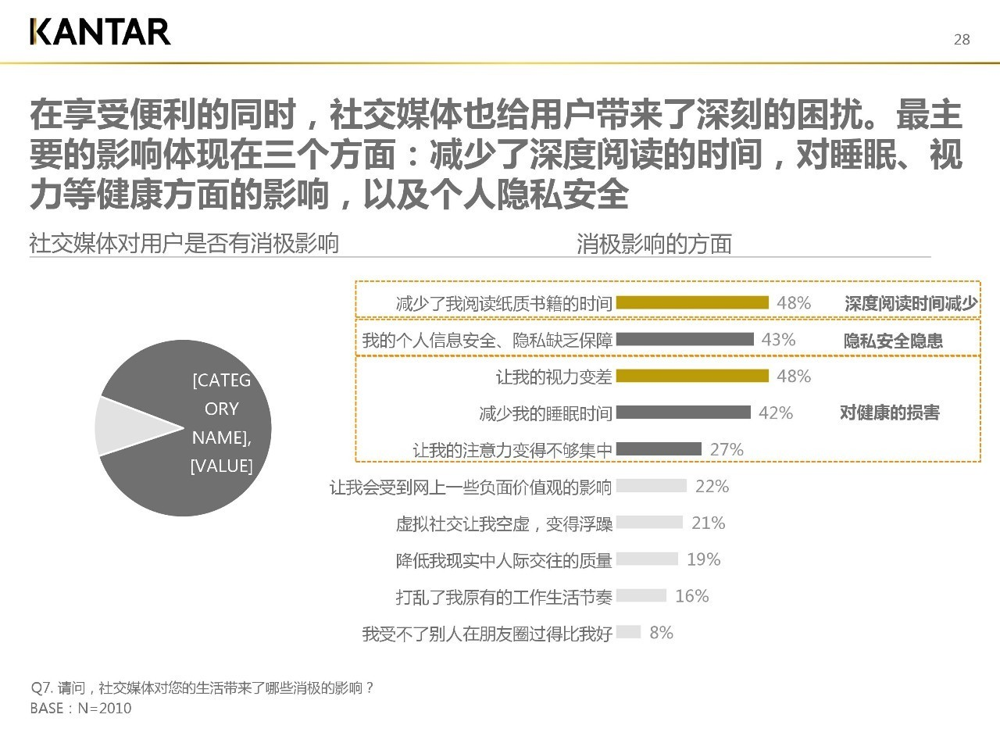 KANTAR
28
在享受便利的同时，社交媒体也给用户带来了深刻的困扰。最主
要的影响体现在三个方面：减少了深度阅读的时间，对睡眠、视
力等健康方面的影响，以及个人隐私安全
社交媒体对用户是否有消极影响
消极影响的方面
[CATEG
ORY
NAME],
[VALUE]
减少了我阅读纸质书籍的时间 48% 深度阅读时间减少
我的个人信息安全、隐私缺乏保障 43% 隐私安全隐患
让我的视力变差 48%
减少我的睡眠时间 42% 对健康的损害
让我的注意力变得不够集中 27%
让我会受到网上一些负面价值观的影响 22%
虚拟社交让我空虚，变得浮躁 21%
降低我现实中人际交往的质量 19%
打乱了我原有的工作生活节奏 16%
我受不了别人在朋友圈过得比我好 8%
Q7. 请问，社交媒体对您的生活带来了哪些消极的影响？
BASE：N=2010